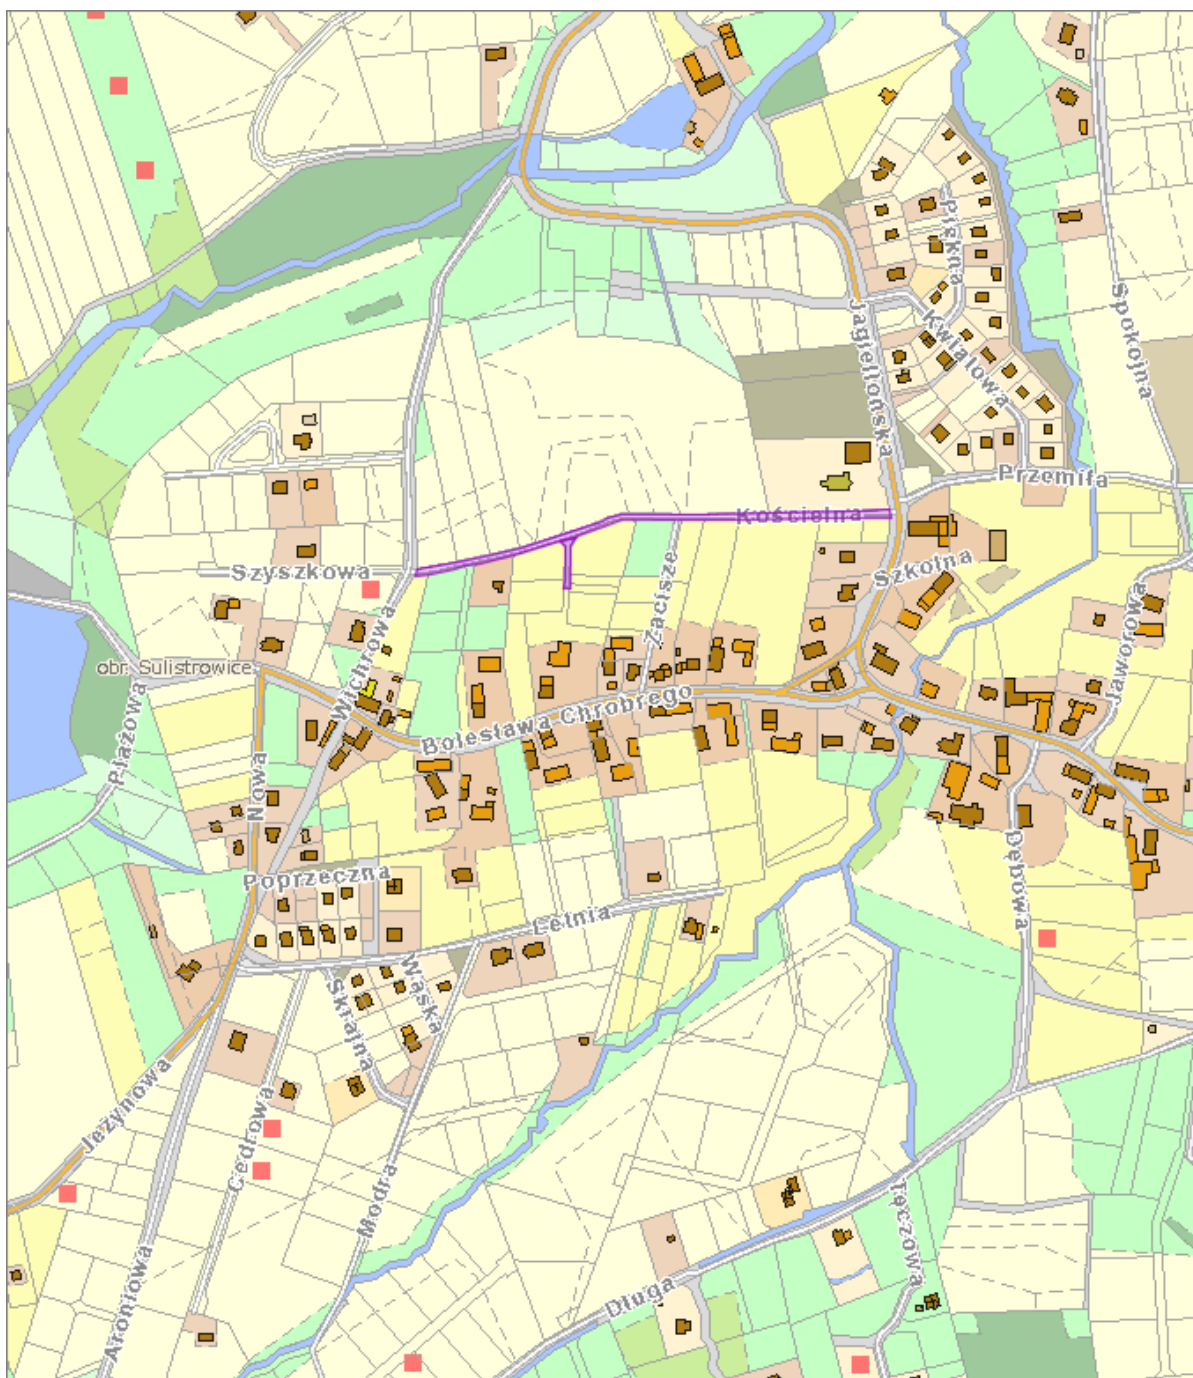 Piękna
Spokojna
Jagiellońska
Kwiatowa
Przemiła
Kościelna
Szkolna
Szyszkowa
Zacisze
Wichrowa
Jaworowa
obr. Sulistrowice
Plażowa
Bolesława Chrobrego
Nowa
Dębowa
Poprzeczna
Letnia
Wąska
Skrajna
Jeżynowa
Cedrowa
Modra
Tęczowa
Długa
Aroniowa